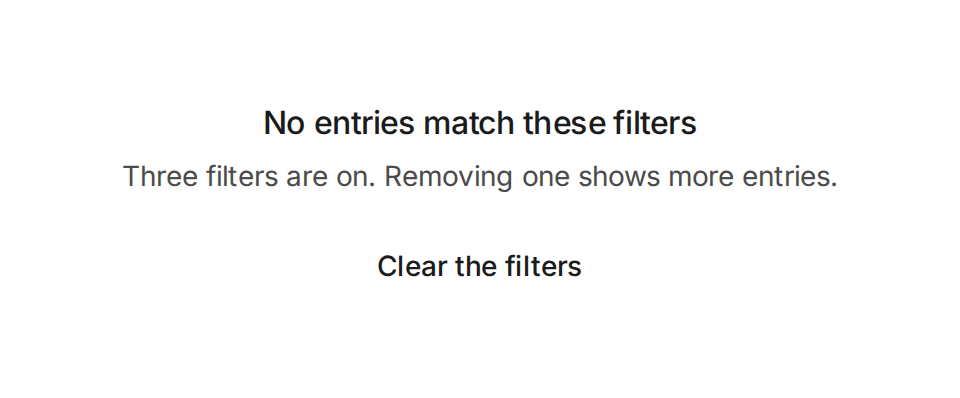 No entries match these filters
Three filters are on. Removing one shows more entries.
Clear the filters